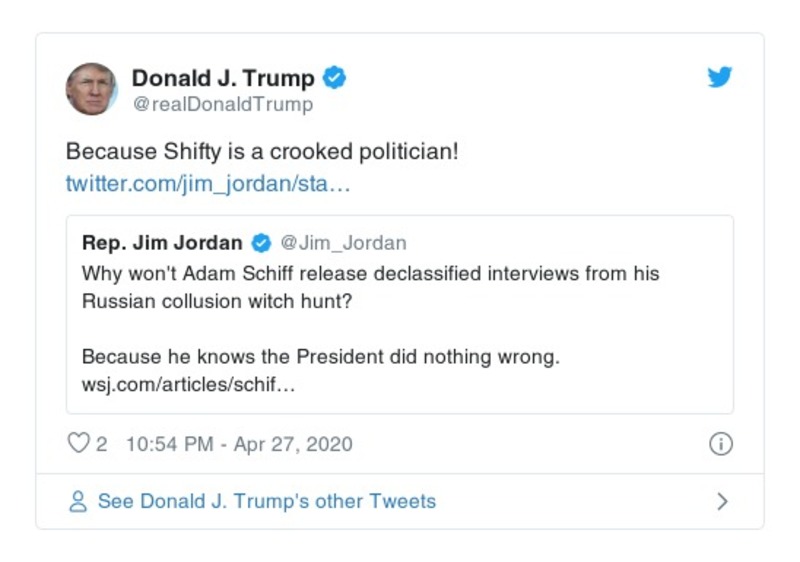 Donald J. Trump
@realDonaldTrump
Because Shifty is a crooked politician!
twitter.com/jim_jordan/sta…
Rep. Jim Jordan @Jim_Jordan
Why won't Adam Schiff release declassified interviews from his
Russian collusion witch hunt?
Because he knows the President did nothing wrong.
wsj.com/articles/schif…
2 10:54 PM - Apr 27, 2020
See Donald J. Trump's other Tweets